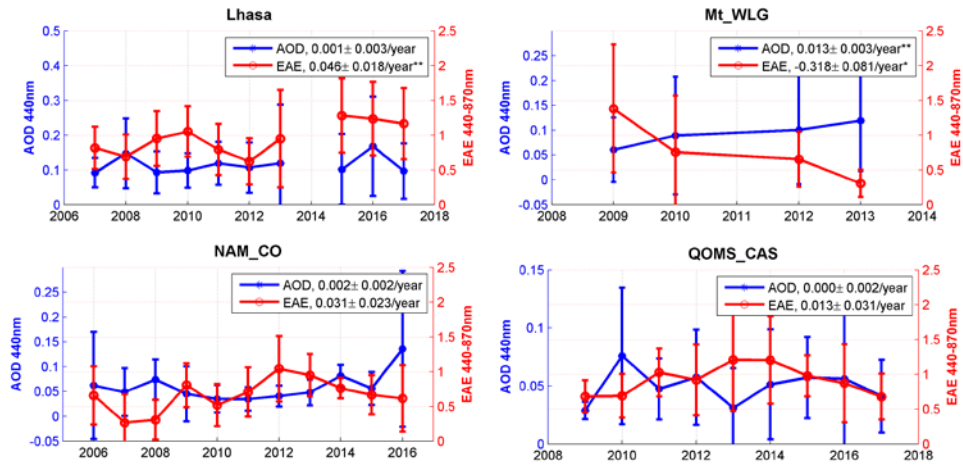 Lhasa
0.5
0.4
0.3
0.2
0.1
0
AOD 440nm
AOD, 0.001± 0.003/year
EAE, 0.046± 0.018/year**
2.5
2
1.5
1
0.5
0
EAE 440-870nm
2006 2008 2010 2012 2014 2016 2018
Mt_WLG
0.25
0.2
0.15
0.1
0.05
0
-0.05
AOD 440nm
AOD, 0.013± 0.003/year**
EAE, -0.318± 0.081/year*
2.5
2
1.5
1
0.5
0
EAE 440-870nm
2008 2009 2010 2011 2012 2013 2014
NAM_CO
0.25
0.2
0.15
0.1
0.05
0
-0.05
AOD 440nm
AOD, 0.002± 0.002/year
EAE, 0.031± 0.023/year
2.5
2
1.5
1
0.5
0
EAE 440-870nm
2006 2008 2010 2012 2014 2016
QOMS_CAS
0.15
0.1
0.05
0
AOD 440nm
AOD, 0.000± 0.002/year
EAE, 0.013± 0.031/year
2.5
2
1.5
1
0.5
0
EAE 440-870nm
2008 2010 2012 2014 2016 2018